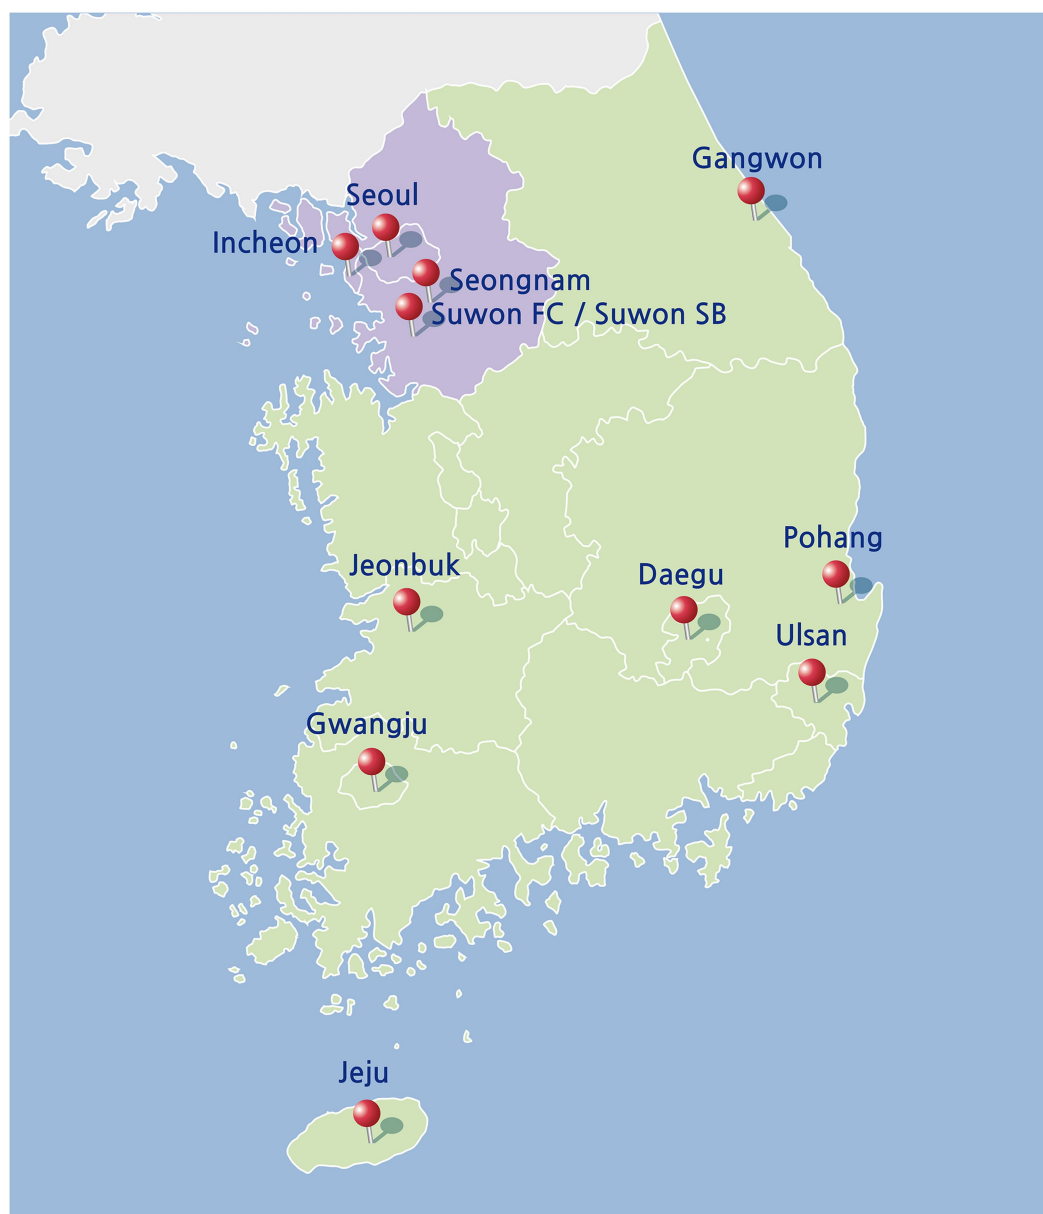 Gangwon
Seoul
Incheon
Seongnam
Suwon FC / Suwon SB
Pohang
Jeonbuk
Daegu
Ulsan
Gwangju
Jeju